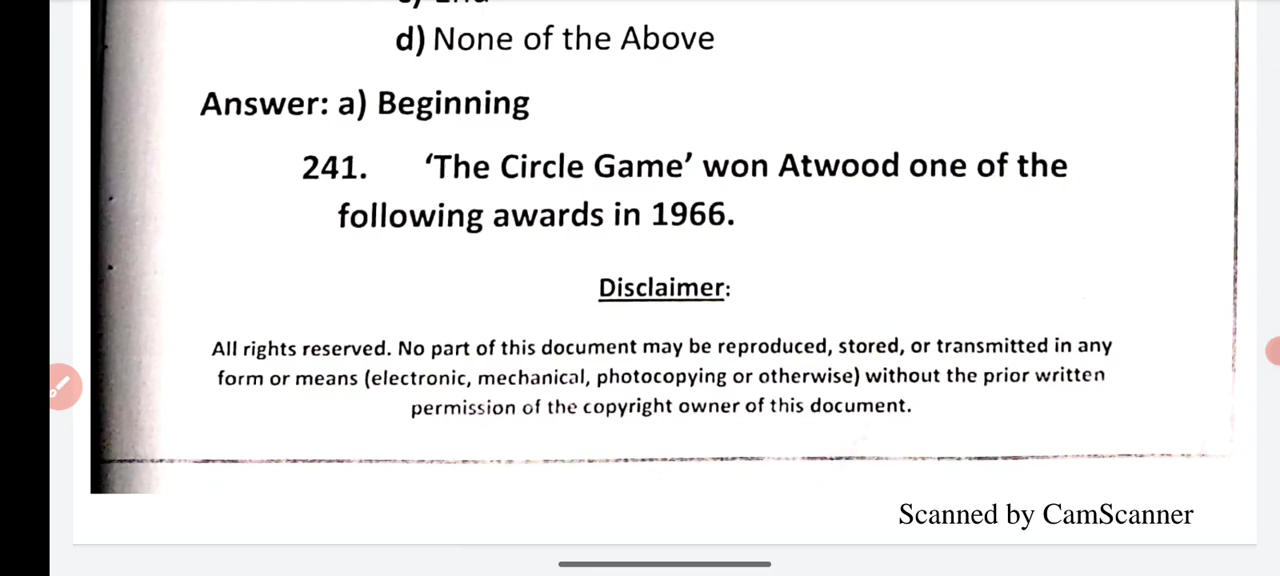 d) None of the Above
Answer: a) Beginning
241. ‘The Circle Game’ won Atwood one of the
following awards in 1966.
Disclaimer:
All rights reserved. No part of this document may be reproduced, stored, or transmitted in any
form or means (electronic, mechanical, photocopying or otherwise) without the prior written
permission of the copyright owner of this document.
Scanned by CamScanner